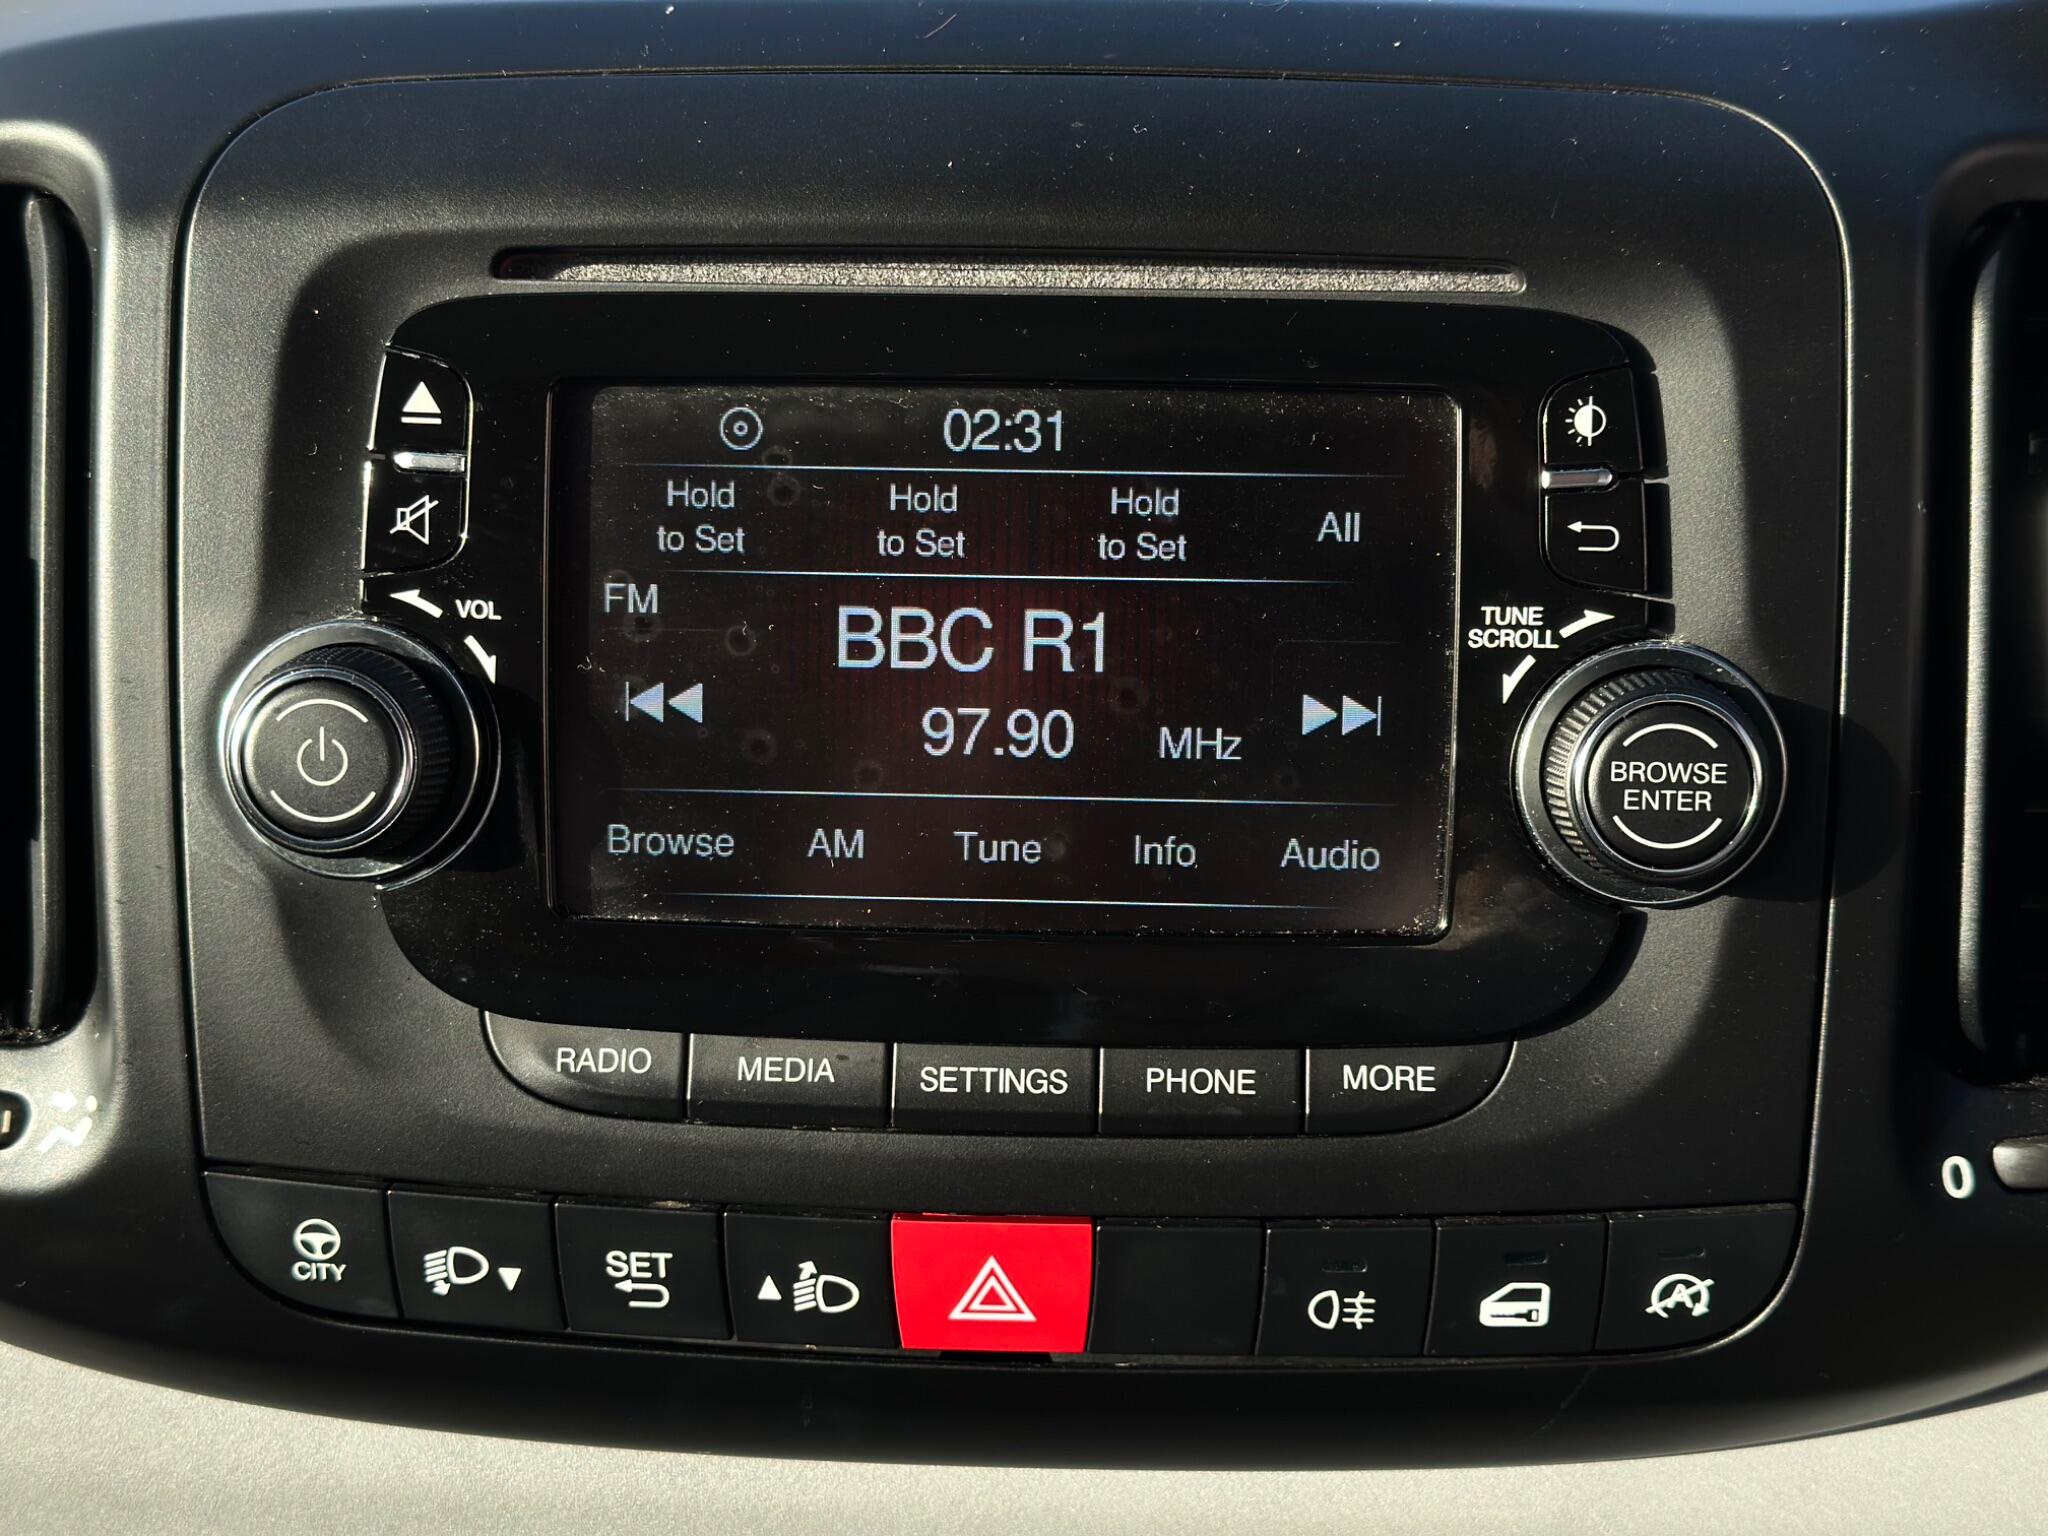 02:31
Hold
to Set
Hold
to Set
Hold
to Set
All
FM
BBC R1
97.90
MHz
Browse
AM
Tune
Info
Audio
VOL
TUNE
SCROLL
BROWSE
ENTER
RADIO
MEDIA
SETTINGS
PHONE
MORE
CITY
SET
A
0